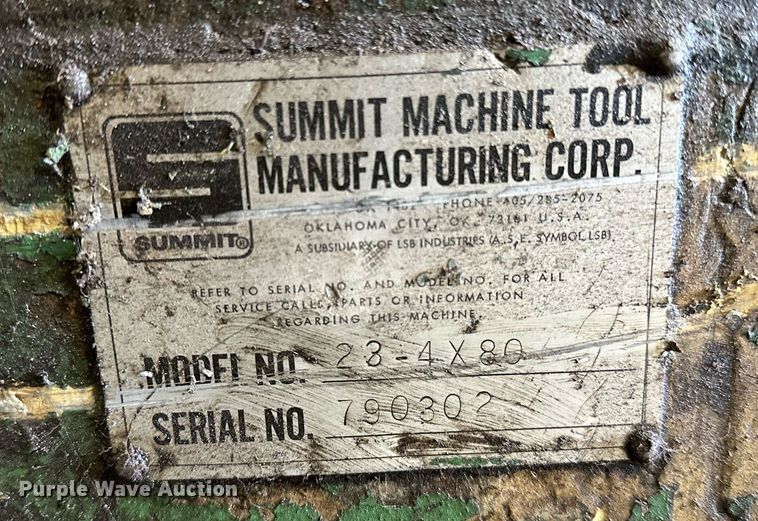 SUMMIT MACHINE TOOL
MANUFACTURING CORP.
PHONE 405/285-2075
OKLAHOMA CITY, OK. 73101 U.S.A.
A SUBSIDIARY OF LSB INDUSTRIES (A.S.E. SYMBOL LSB)
SUMMIT®
REFER TO SERIAL NO. AND MODEL NO. FOR ALL
SERVICE CALLS, PARTS OR INFORMATION
REGARDING THIS MACHINE.
MODEL NO. 23-4X80
SERIAL NO. 790302
Purple Wave Auction